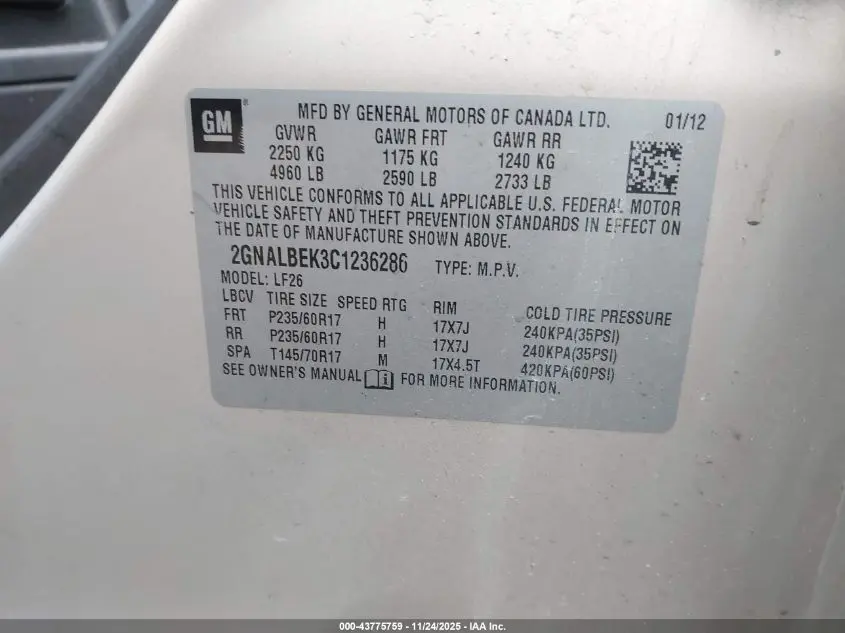 GM ®
MFD BY GENERAL MOTORS OF CANADA LTD. 01/12
GVWR GAWR FRT GAWR RR
2250 KG 1175 KG 1240 KG
4960 LB 2590 LB 2733 LB
THIS VEHICLE CONFORMS TO ALL APPLICABLE U.S. FEDERAL MOTOR
VEHICLE SAFETY AND THEFT PREVENTION STANDARDS IN EFFECT ON
THE DATE OF MANUFACTURE SHOWN ABOVE.
2GNALBEK3C1236286 TYPE: M.P.V.
MODEL: LF26
LBCV TIRE SIZE SPEED RTG RIM COLD TIRE PRESSURE
FRT P235/60R17 H 17X7J 240KPA(35PSI)
RR P235/60R17 H 17X7J 240KPA(35PSI)
SPA T145/70R17 M 17X4.5T 420KPA(60PSI)
SEE OWNER'S MANUAL i FOR MORE INFORMATION.
000-43775759 - 11/24/2025 - IAAI.COM